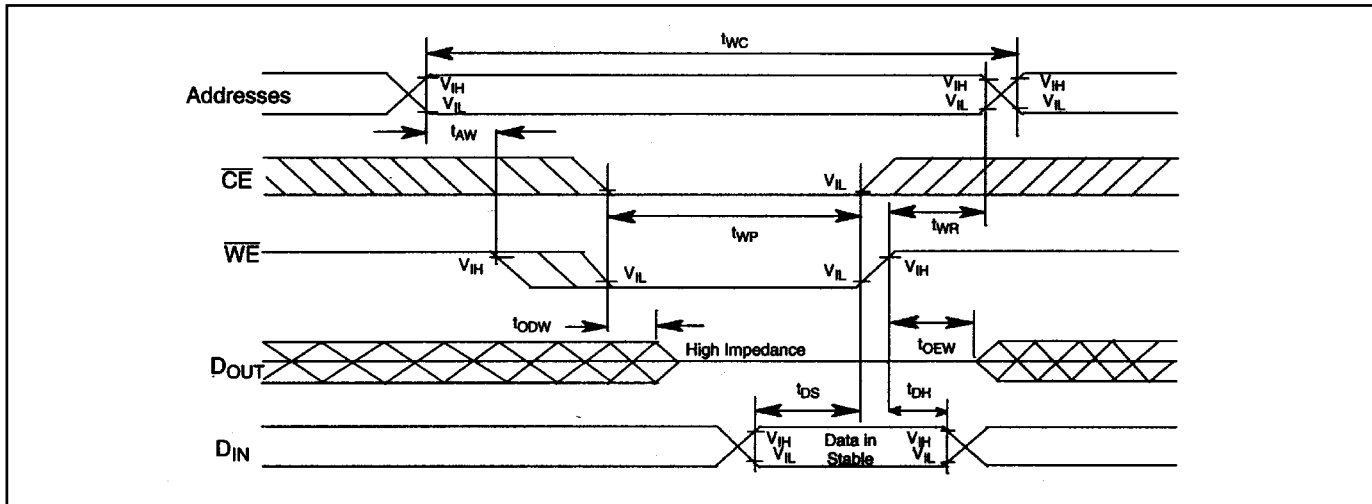 tWC
Addresses VIH VIH VIH
VIL VIL VIL
tAW
CE VIL
tWP tWR
WE VIH VIL VIL VIH
tODW tOEW
DOUT High Impedance
tDS tDH
DIN VIH Data in VIH
VIL Stable VIL